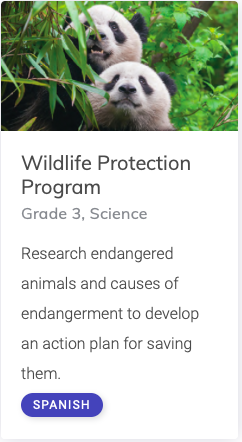 Wildlife Protection
Program
Grade 3, Science
Research endangered
animals and causes of
endangerment to develop
an action plan for saving
them.
SPANISH